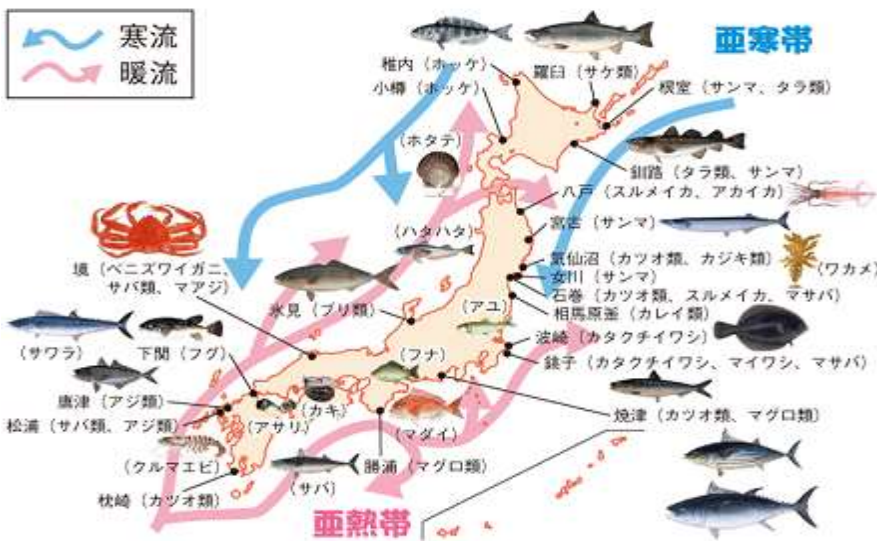 寒流
暖流
亜寒帯
稚内（ホッケ）
小樽（ホッケ）
羅臼（サケ類）
根室（サンマ、タラ類）
釧路（タラ類、サンマ）
（ホタテ）
八戸（スルメイカ、アカイカ）
宮古（サンマ）
（ハタハタ）
気仙沼（カツオ類、カジキ類）
女川（サンマ）
石巻（カツオ類、スルメイカ、マサバ）
相馬原釜（カレイ類）
（ワカメ）
境（ベニズワイガニ、
サバ類、マアジ）
氷見（ブリ類）
（アユ）
波崎（カタクチイワシ）
銚子（カタクチイワシ、マイワシ、マサバ）
（サワラ）
下関（フグ）
（フナ）
唐津（アジ類）
（カキ）
焼津（カツオ類、マグロ類）
松浦（サバ類、アジ類）
（アサリ）
（マダイ）
（クルマエビ）
（サバ）
勝浦（マグロ類）
枕崎（カツオ類）
亜熱帯